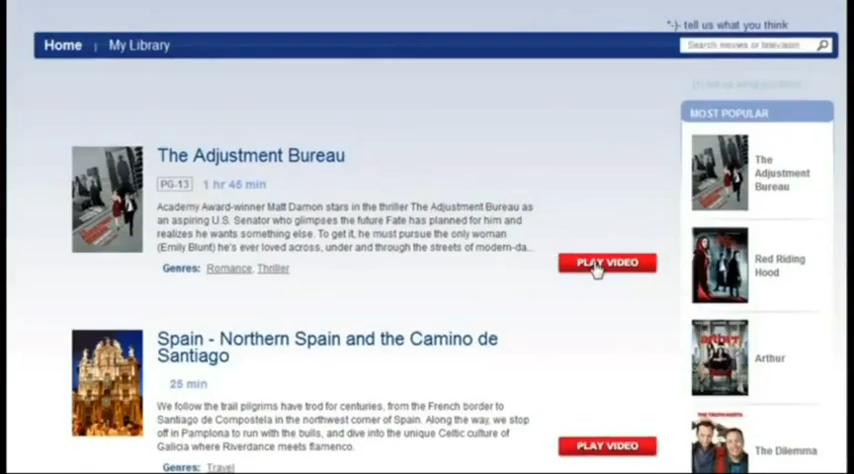 tell us what you think
Home | My Library
Search movies or television
MOST POPULAR
The Adjustment Bureau
PG-13 1 hr 45 min
Academy Award-winner Matt Damon stars in the thriller The Adjustment Bureau as
an aspiring U.S. Senator who glimpses the future Fate has planned for him and
realizes he wants something else. To get it, he must pursue the only woman
(Emily Blunt) he's ever loved across, under and through the streets of modern-da...
Genres: Romance, Thriller
PLAY VIDEO
Spain - Northern Spain and the Camino de
Santiago
25 min
We follow the trail pilgrims have trod for centuries, from the French border to
Santiago de Compostela in the northwest corner of Spain. Along the way, we stop
off in Pamplona to run with the bulls, and dive into the unique Celtic culture of
Galicia where Riverdance meets flamenco.
Genres: Travel
PLAY VIDEO
The
Adjustment
Bureau
Red Riding
Hood
arthur
Arthur
The Dilemma